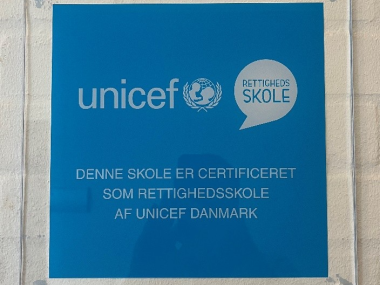 unicef
RETTIGHEDS
SKOLE
DENNE SKOLE ER CERTIFICERET
SOM RETTIGHEDSSKOLE
AF UNICEF DANMARK